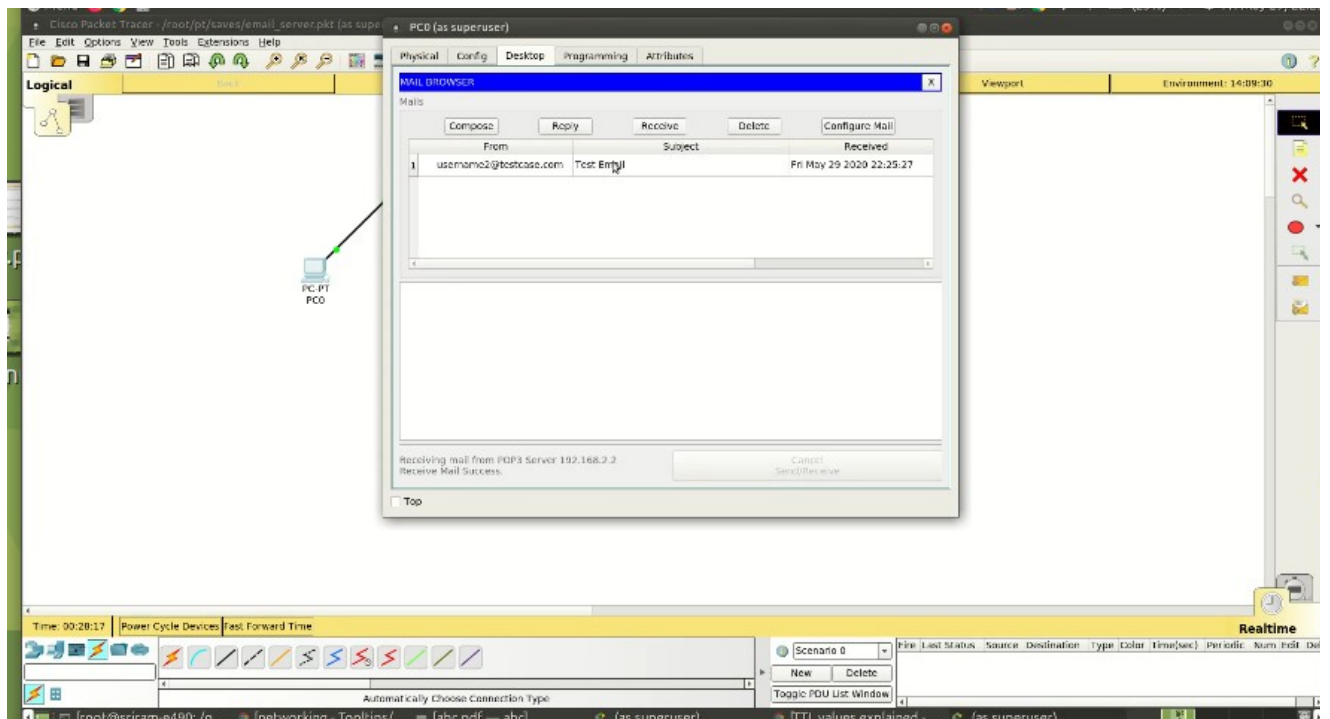 Cisco Packet Tracer - /root/pt/saves/email_server.pkt (as supe
PC0 (as superuser)
File Edit Options View Tools Extensions Help
Physical Config Desktop Programming Attributes
Logical
Viewport
Environment: 14:09:30
MAIL BROWSER
X
Mails
Compose Reply Receive Delete Configure Mail
From Subject Received
1 username2@testcase.com Test Email Fri May 29 2020 22:25:27
PC-PT
PC0
Receiving mail from POP3 Server 192.168.2.2
Receive Mail Success.
Cancel
Send/Receive
Top
Time: 00:28:17 Power Cycle Devices Fast Forward Time
Realtime
Scenario 0
Fire Last Status Source Destination Type Color Time(sec) Periodic Num Edit Del
New Delete
Toggle PDU List Window
Automatically Choose Connection Type
[networking - Tooltips/
[abc.pdf — abc]
(as superuser)
[TTL values explained -
(as superuser)